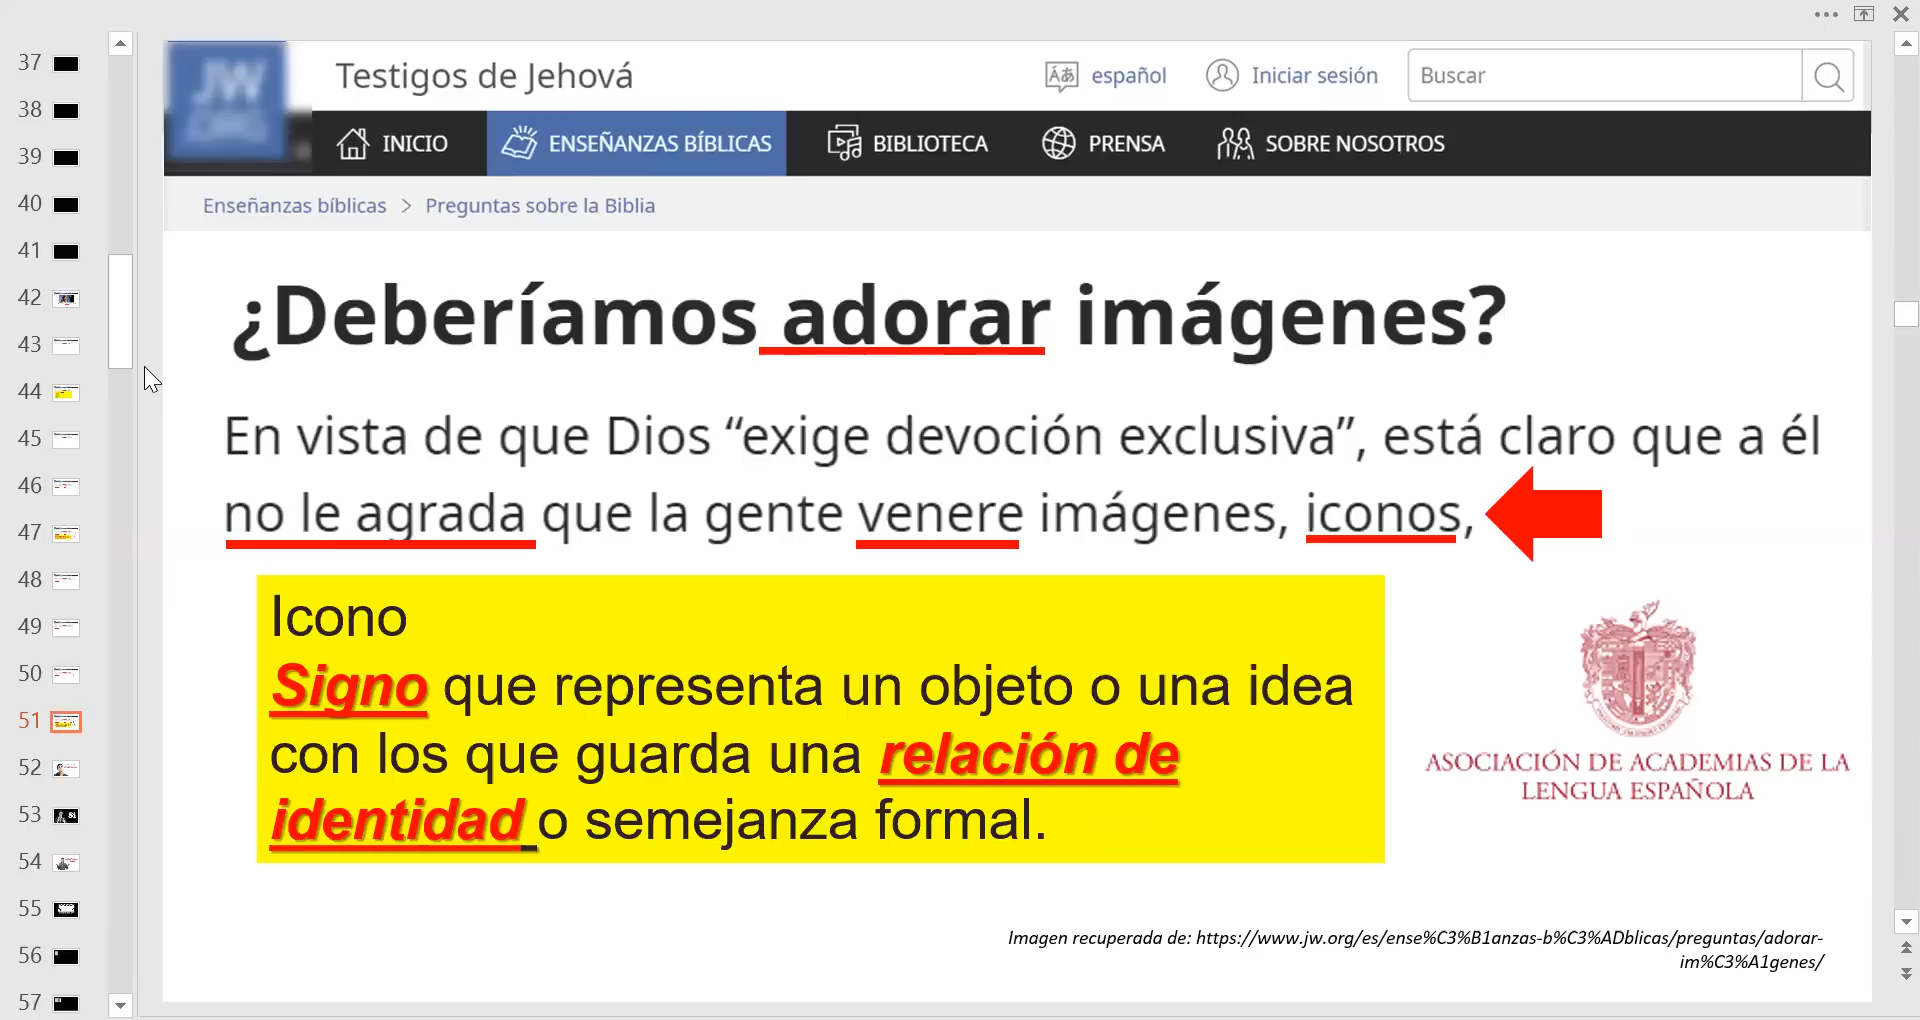 37
38
39
40
41
42
43
44
45
46
47
48
49
50
51
52
53
54
55
56
57
JW
.ORG
Testigos de Jehová
español
Iniciar sesión
Buscar
INICIO
ENSEÑANZAS BÍBLICAS
BIBLIOTECA
PRENSA
SOBRE NOSOTROS
Enseñanzas bíblicas > Preguntas sobre la Biblia
¿Deberíamos adorar imágenes?
En vista de que Dios “exige devoción exclusiva”, está claro que a él
no le agrada que la gente venere imágenes, iconos,
Icono
Signo que representa un objeto o una idea
con los que guarda una relación de
identidad o semejanza formal.
ASOCIACIÓN DE ACADEMIAS DE LA
LENGUA ESPAÑOLA
Imagen recuperada de: https://www.jw.org/es/ense%C3%B1anzas-b%C3%ADblicas/preguntas/adorar-
im%C3%A1genes/